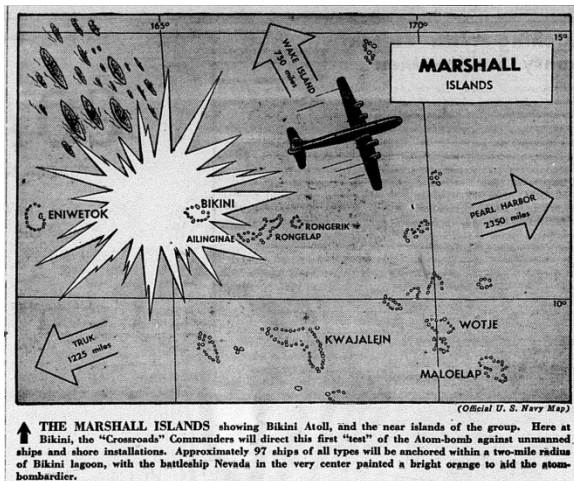 165°
170°
15°
MARSHALL
ISLANDS
WAKE ISLAND
750 miles
ENIWETOK
BIKINI
AILINGINAE
RONGELAP
RONGERIK
PEARL HARBOR
2350 miles
10°
TRUK
1225 miles
KWAJALEJN
WOTJE
MALOELAP
(Official U. S. Navy Map)
THE MARSHALL ISLANDS showing Bikini Atoll, and the near islands of the group. Here at
Bikini, the “Crossroads” Commanders will direct this first “test” of the Atom-bomb against unmanned
ships and shore installations. Approximately 97 ships of all types will be anchored within a two-mile radius
of Bikini lagoon, with the battleship Nevada in the very center painted a bright orange to aid the atom-
bombardier.